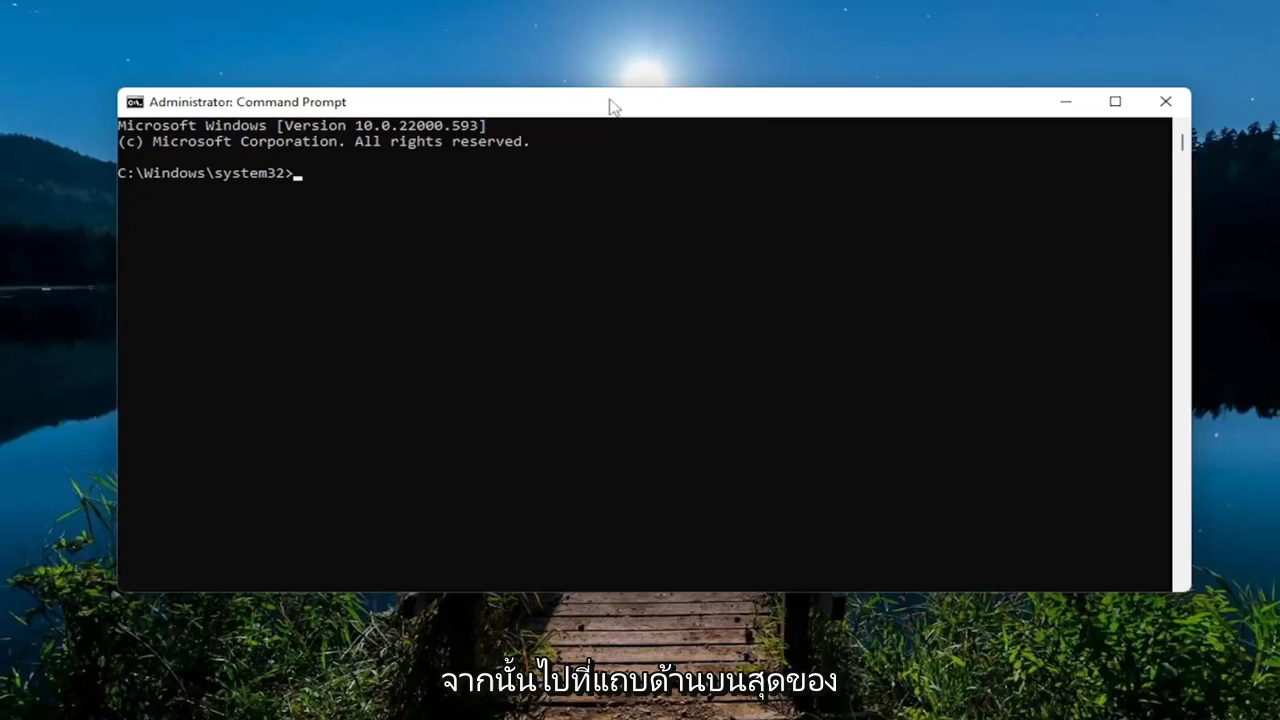 Administrator: Command Prompt
Microsoft Windows [Version 10.0.22000.593]
(c) Microsoft Corporation. All rights reserved.
C:\Windows\system32>
จากนั้นไปที่แถบด้านบนสุดของ